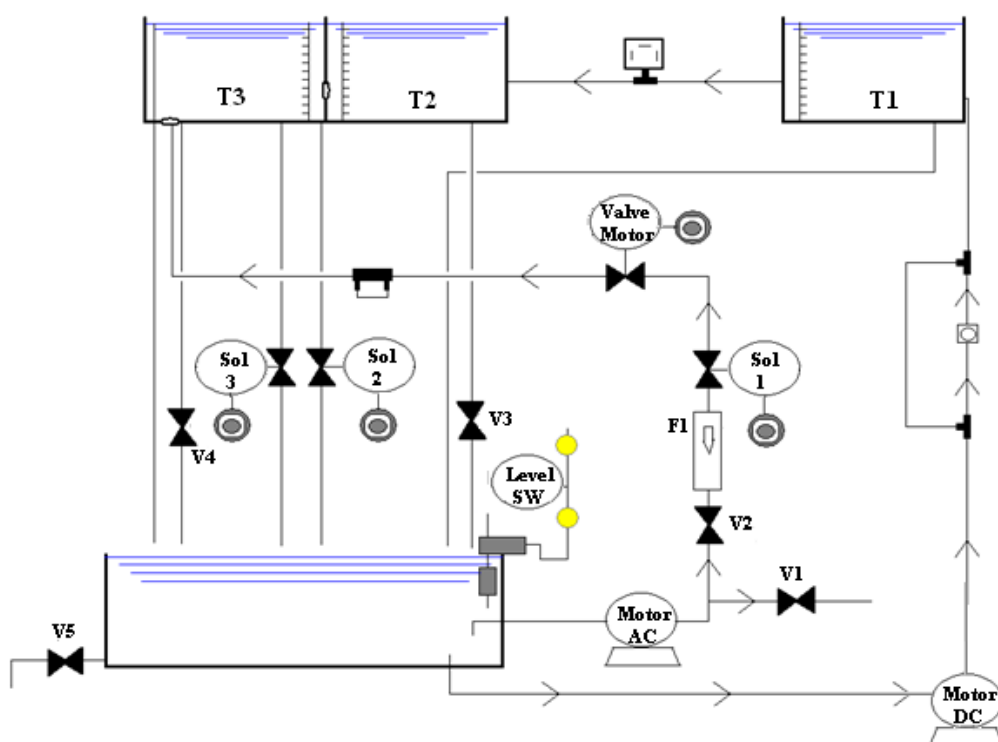 T3
T2
T1
Valve
Motor
Sol
3
Sol
2
Sol
1
V4
V3
F1
Level
SW
V2
V1
Motor
AC
V5
Motor
DC